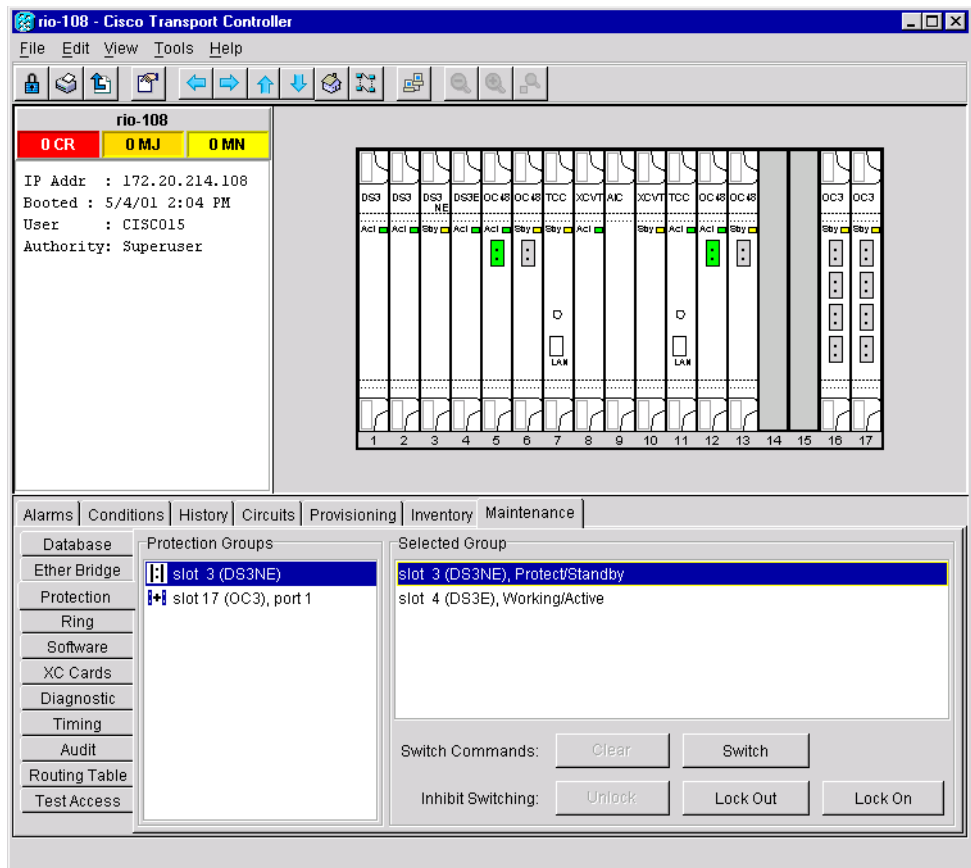 rio-108 - Cisco Transport Controller
File Edit View Tools Help
rio-108
0 CR 0 MJ 0 MN
IP Addr : 172.20.214.108
Booted : 5/4/01 2:04 PM
User : CISCO15
Authority: Superuser
DS3 DS3 DS3 NE DS3E OC48 OC48 TCC XCVT AIC XCVT TCC OC48 OC48 OC3 OC3
Act Act Sby Act Act Sby Sby Act Sby Act Act Sby Sby Sby
LAN LAN
1 2 3 4 5 6 7 8 9 10 11 12 13 14 15 16 17
Alarms Conditions History Circuits Provisioning Inventory Maintenance
Database
Ether Bridge
Protection
Ring
Software
XC Cards
Diagnostic
Timing
Audit
Routing Table
Test Access
Protection Groups
slot 3 (DS3NE)
slot 17 (OC3), port 1
Selected Group
slot 3 (DS3NE), Protect/Standby
slot 4 (DS3E), Working/Active
Switch Commands: Clear Switch
Inhibit Switching: Unlock Lock Out Lock On